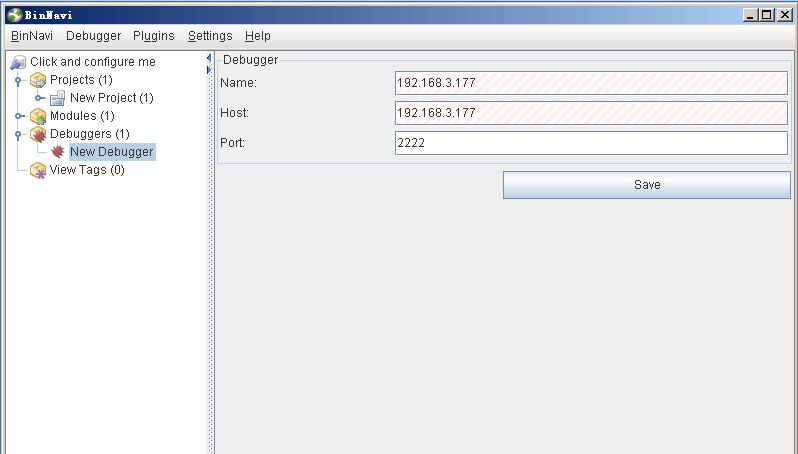 BinNavi
BinNavi Debugger Plugins Settings Help
Click and configure me
Projects (1)
New Project (1)
Modules (1)
Debuggers (1)
New Debugger
View Tags (0)
Debugger
Name: 192.168.3.177
Host: 192.168.3.177
Port: 2222
Save